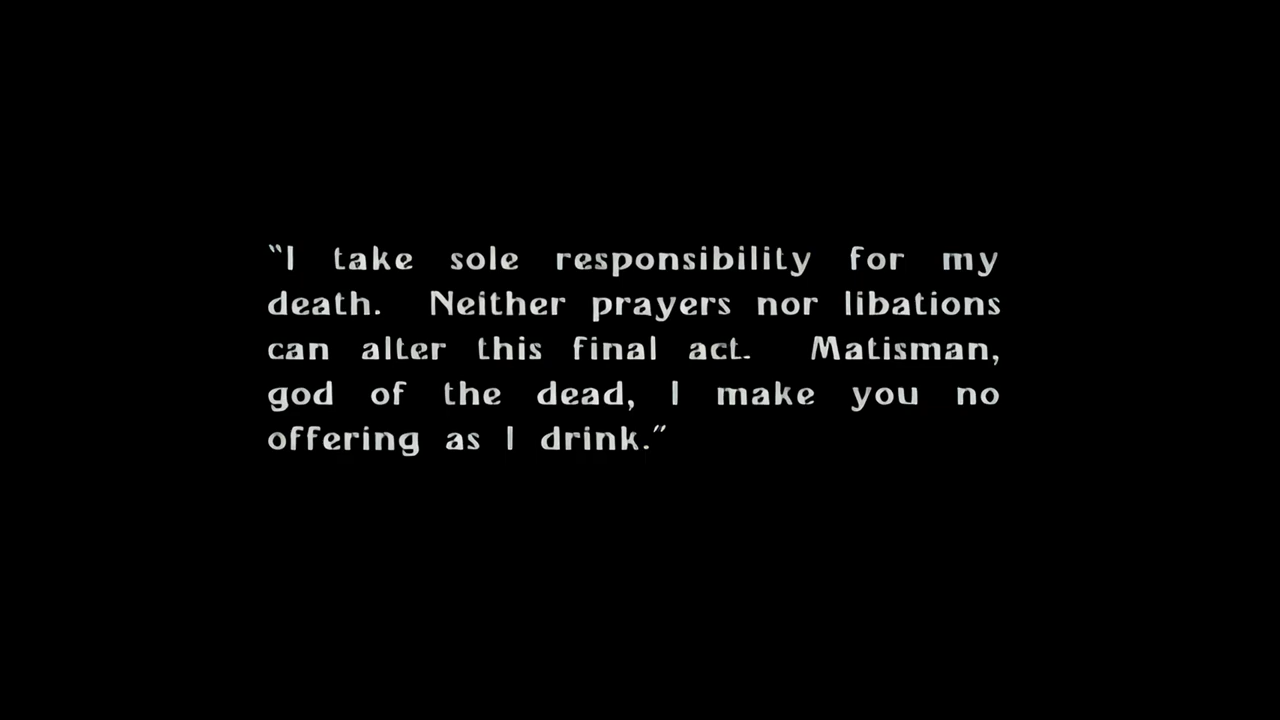 “I take sole responsibility for my
death. Neither prayers nor libations
can alter this final act. Matisman,
god of the dead, I make you no
offering as I drink.”